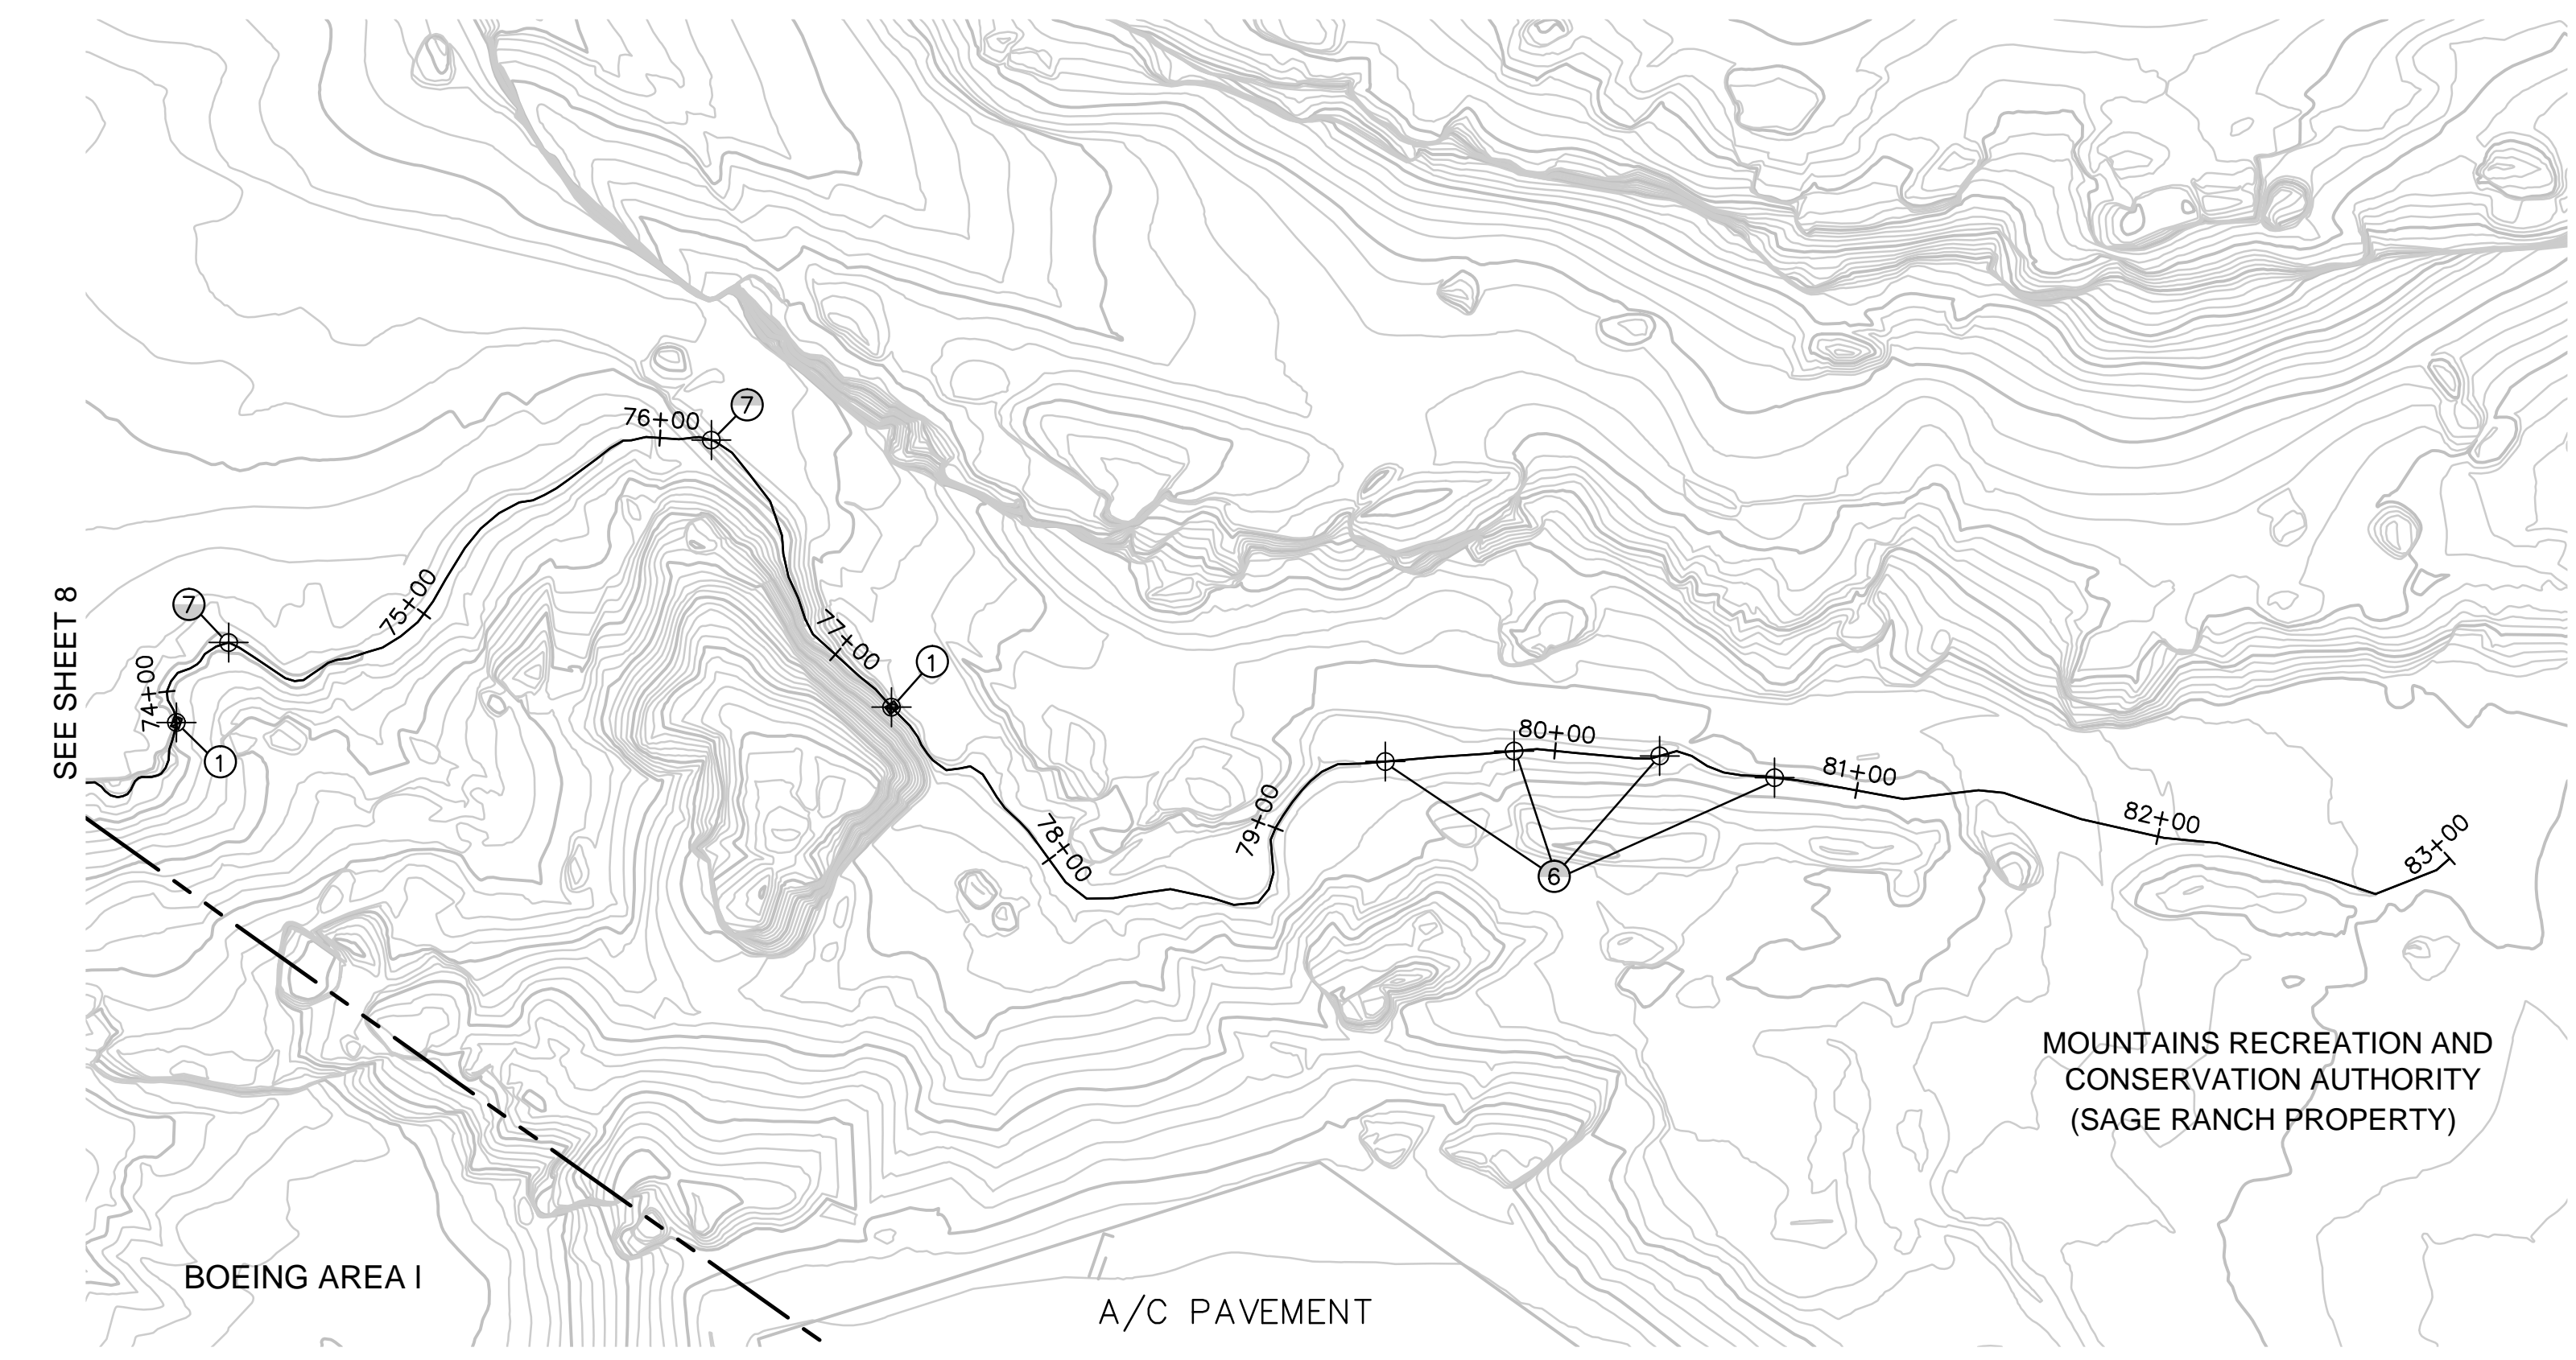 SEE SHEET 8
7
74+00
1
75+00
76+00
7
77+00
1
78+00
79+00
80+00
6
81+00
82+00
83+00
MOUNTAINS RECREATION AND
CONSERVATION AUTHORITY
(SAGE RANCH PROPERTY)
BOEING AREA I
A/C PAVEMENT